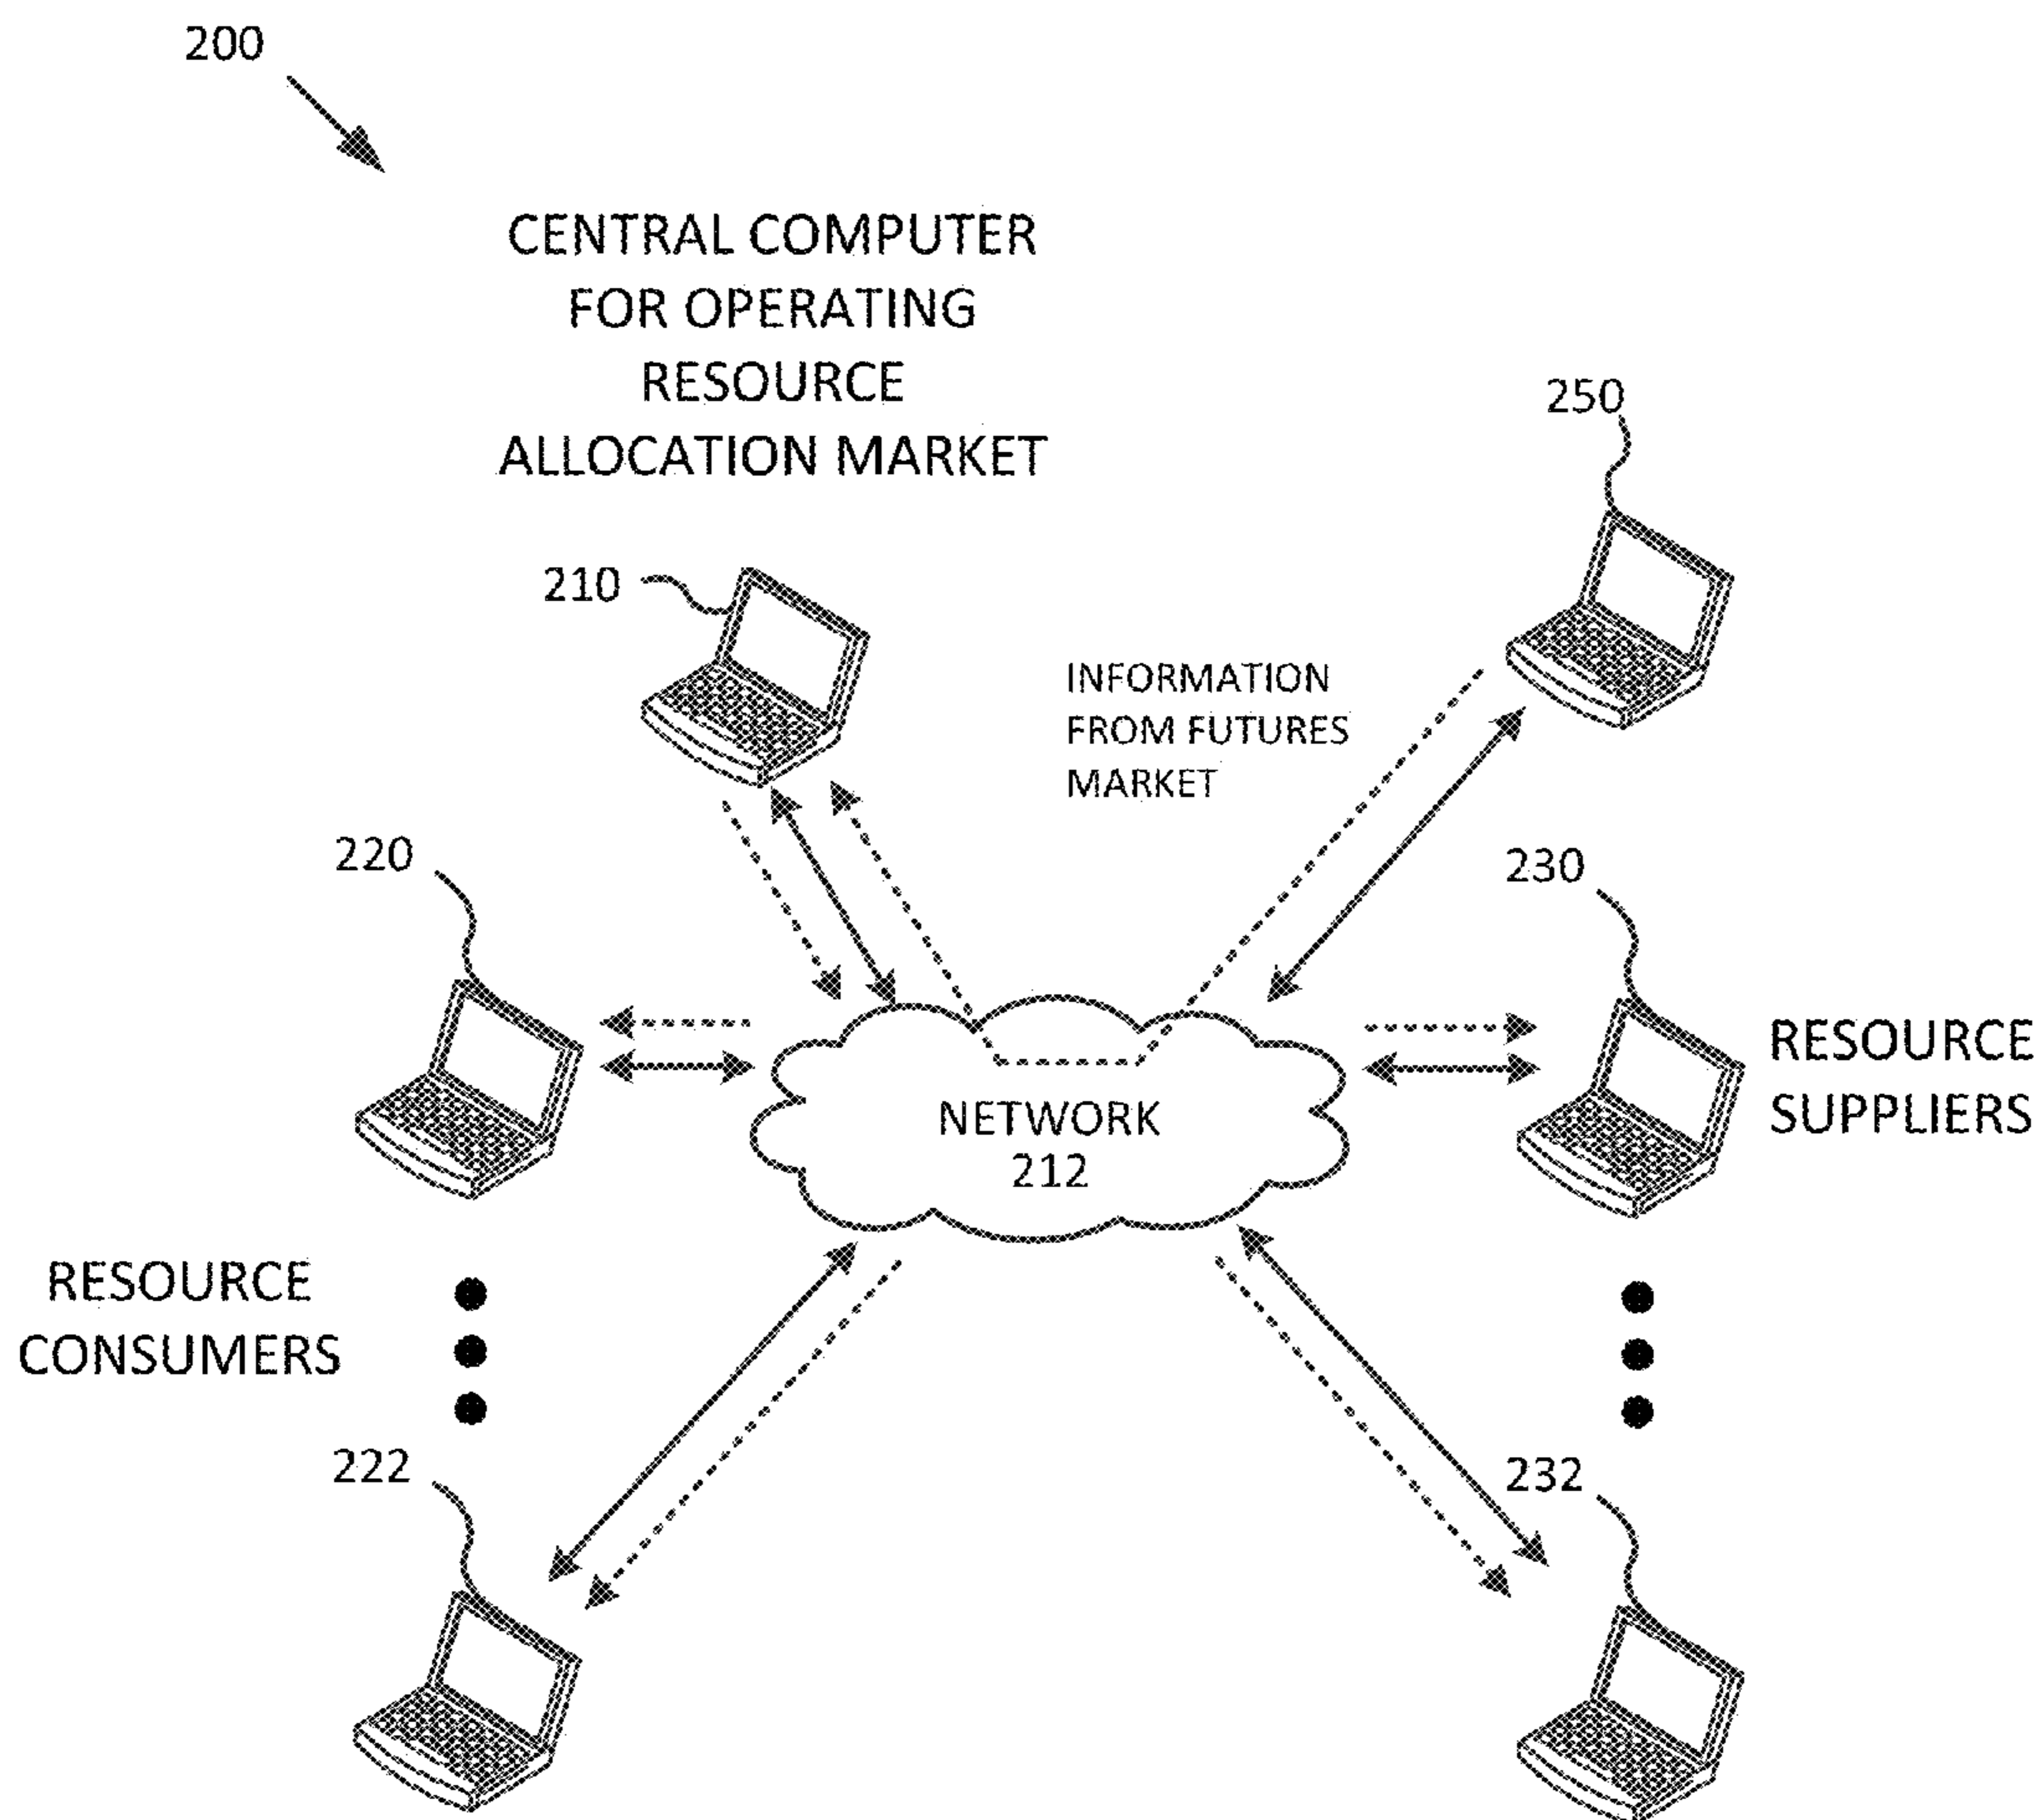 200
CENTRAL COMPUTER
FOR OPERATING
RESOURCE
ALLOCATION MARKET
250
210
INFORMATION
FROM FUTURES
MARKET
220
230
RESOURCE
SUPPLIERS
NETWORK
212
RESOURCE
CONSUMERS
222
232